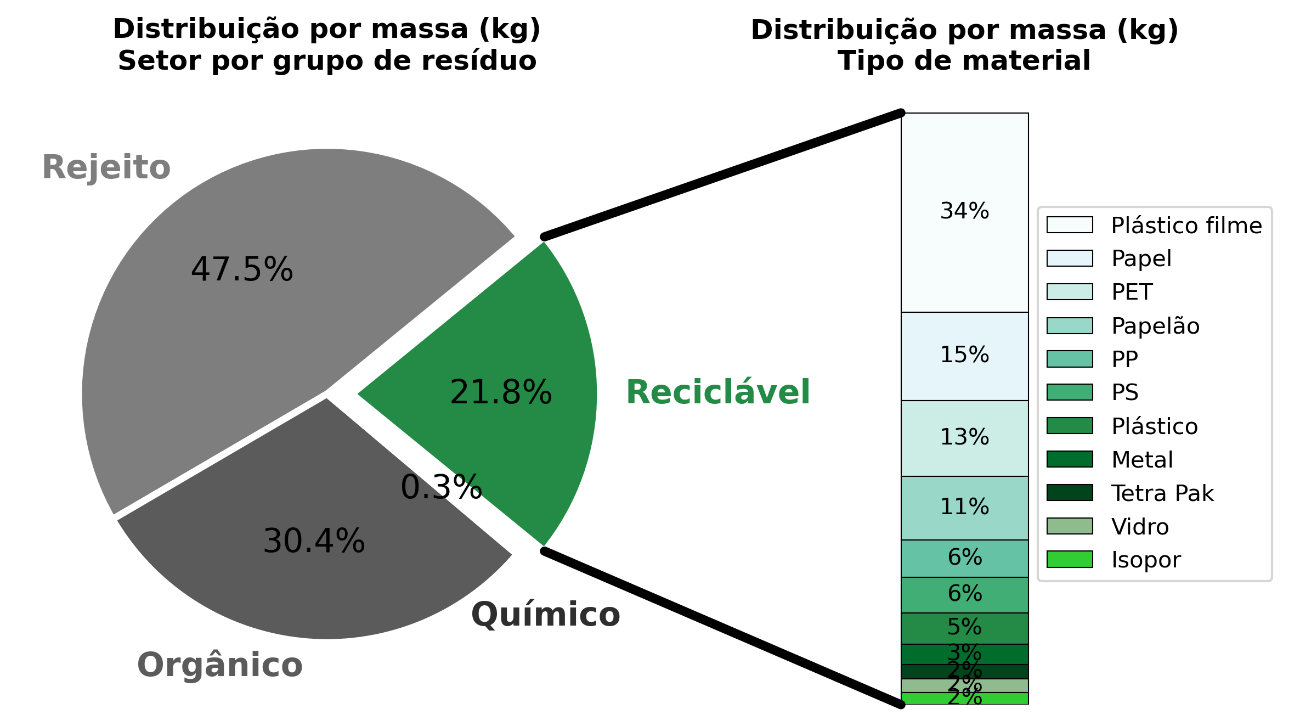 Distribuição por massa (kg)
Setor por grupo de resíduo
Rejeito
47.5%
21.8%
Reciclável
0.3%
30.4%
Químico
Orgânico
Distribuição por massa (kg)
Tipo de material
34%
15%
13%
11%
6%
6%
5%
3%
2%
2%
2%
Plástico filme
Papel
PET
Papelão
PP
PS
Plástico
Metal
Tetra Pak
Vidro
Isopor